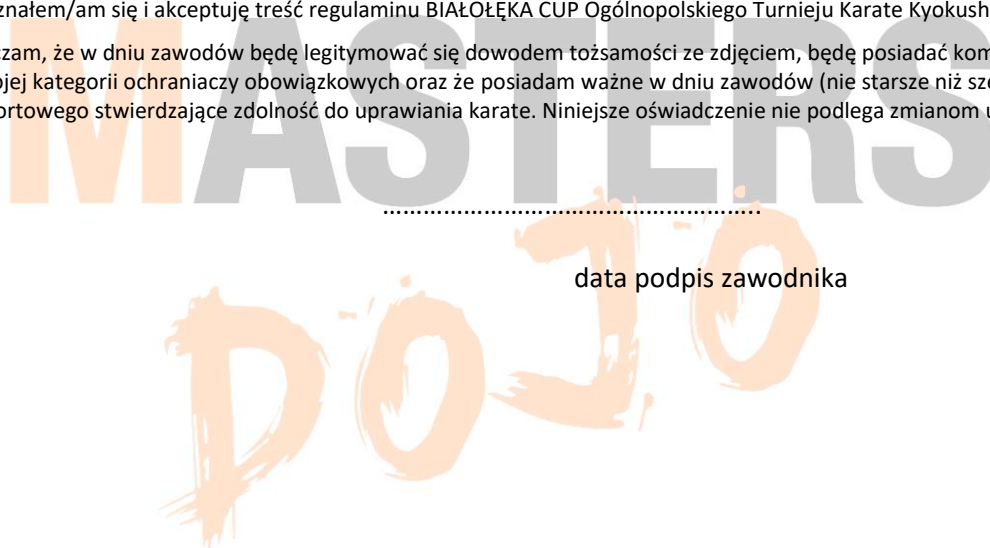 znałem/am się i akceptuję treść regulaminu BIAŁOŁĘKA CUP Ogólnopolskiego Turnieju Karate Kyokush
czam, że w dniu zawodów będę legitymować się dowodem tożsamości ze zdjęciem, będę posiadać kom
ojej kategorii ochraniaczy obowiązkowych oraz że posiadam ważne w dniu zawodów (nie starsze niż sze
ortowego stwierdzające zdolność do uprawiania karate. Niniejsze oświadczenie nie podlega zmianom u
MASTERS
………………………………………………..
data podpis zawodnika
DOJO